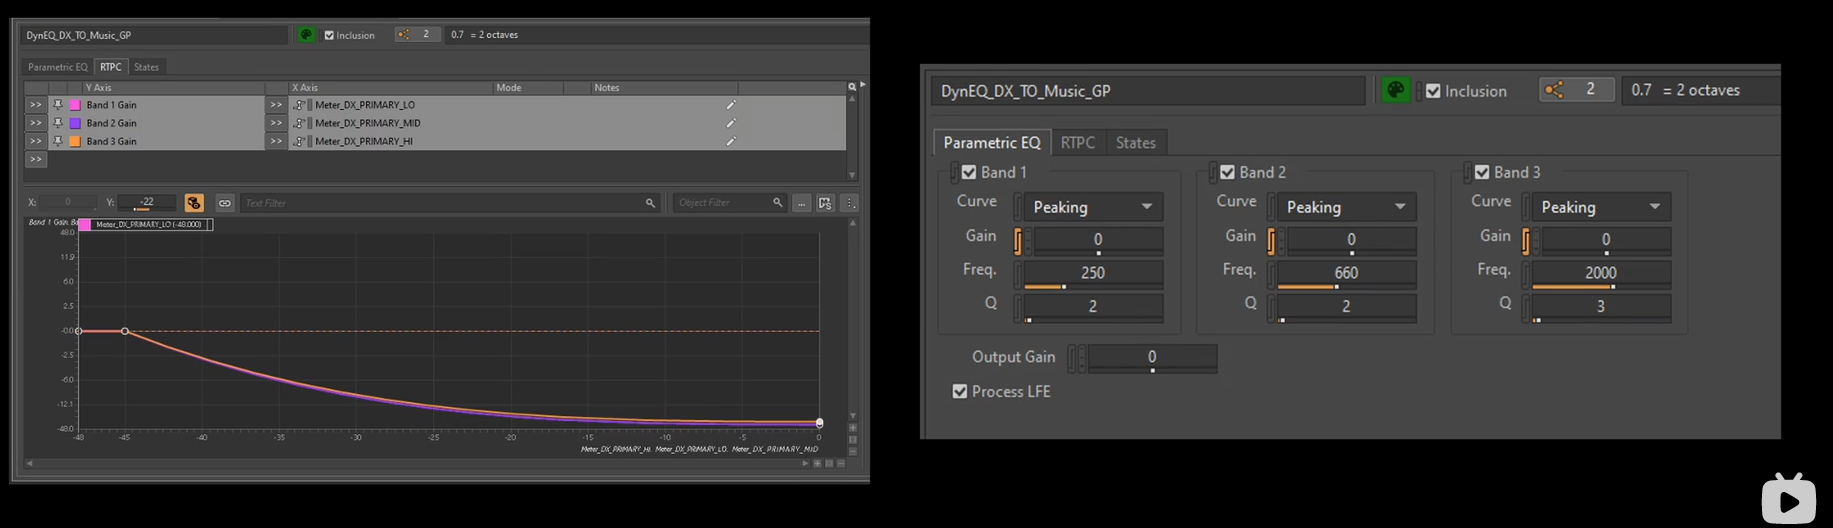 DynEQ_DX_TO_Music_GP Inclusion 2 0.7 = 2 octaves
Parametric EQ RTPC States
Y Axis X Axis Mode Notes
>> Band 1 Gain >> Meter_DX_PRIMARY_LO
>> Band 2 Gain >> Meter_DX_PRIMARY_MID
>> Band 3 Gain >> Meter_DX_PRIMARY_HI
>>
X: 0 Y: -22 Text Filter Object Filter ... MS
Band 1 Gain, Ba Meter_DX_PRIMARY_LO (-48.000)
48.0
11.9
6.0
2.5
-0.0
-2.5
-6.0
-12.1
-48.0
-48 -45 -40 -35 -30 -25 -20 -15 -10 -5 0
Meter_DX_PRIMARY_HI, Meter_DX_PRIMARY_LO, Meter_DX_PRIMARY_MID
DynEQ_DX_TO_Music_GP Inclusion 2 0.7 = 2 octaves
Parametric EQ RTPC States
Band 1 Band 2 Band 3
Curve Peaking Curve Peaking Curve Peaking
Gain 0 Gain 0 Gain 0
Freq. 250 Freq. 660 Freq. 2000
Q 2 Q 2 Q 3
Output Gain 0
Process LFE